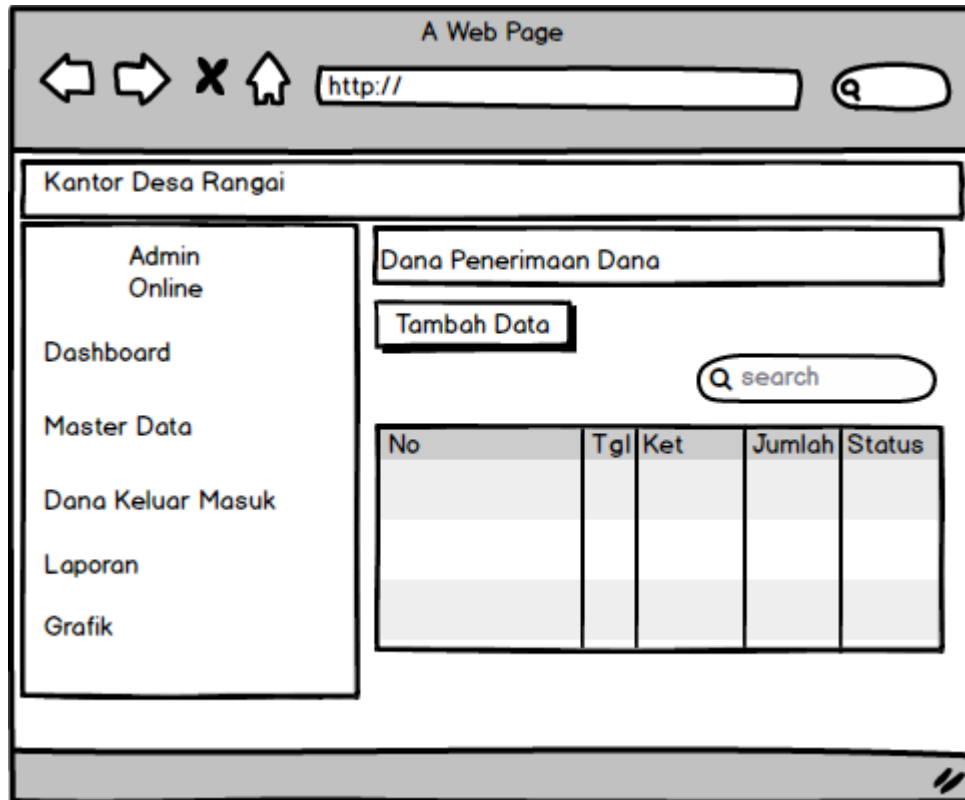 A Web Page
http://
Kantor Desa Rangai
Admin
Online
Dashboard
Master Data
Dana Keluar Masuk
Laporan
Grafik
Dana Penerimaan Dana
Tambah Data
search
No Tgl Ket Jumlah Status